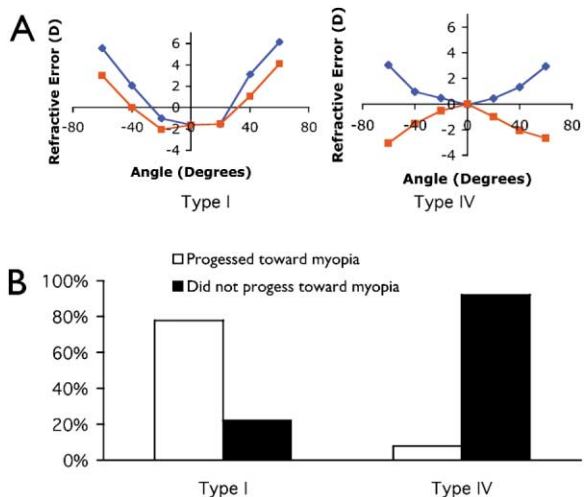 A
Refractive Error (D)
6
4
2
0
-2
-4
-80
-40
0
40
80
Angle (Degrees)
Type I
Refractive Error (D)
6
4
2
0
-2
-4
-80
-40
0
40
80
Angle (Degrees)
Type IV
B
Progessed toward myopia
Did not progess toward myopia
100%
80%
60%
40%
20%
0%
Type I
Type IV